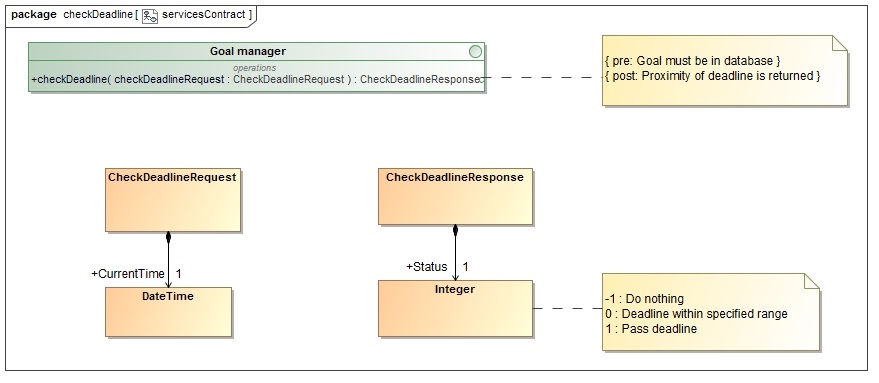 package checkDeadline [ servicesContract ]
Goal manager
operations
+checkDeadline( checkDeadlineRequest : CheckDeadlineRequest ) : CheckDeadlineResponse
{ pre: Goal must be in database }
{ post: Proximity of deadline is returned }
CheckDeadlineRequest
CheckDeadlineResponse
+CurrentTime 1
+Status 1
DateTime
Integer
-1 : Do nothing
0 : Deadline within specified range
1 : Pass deadline